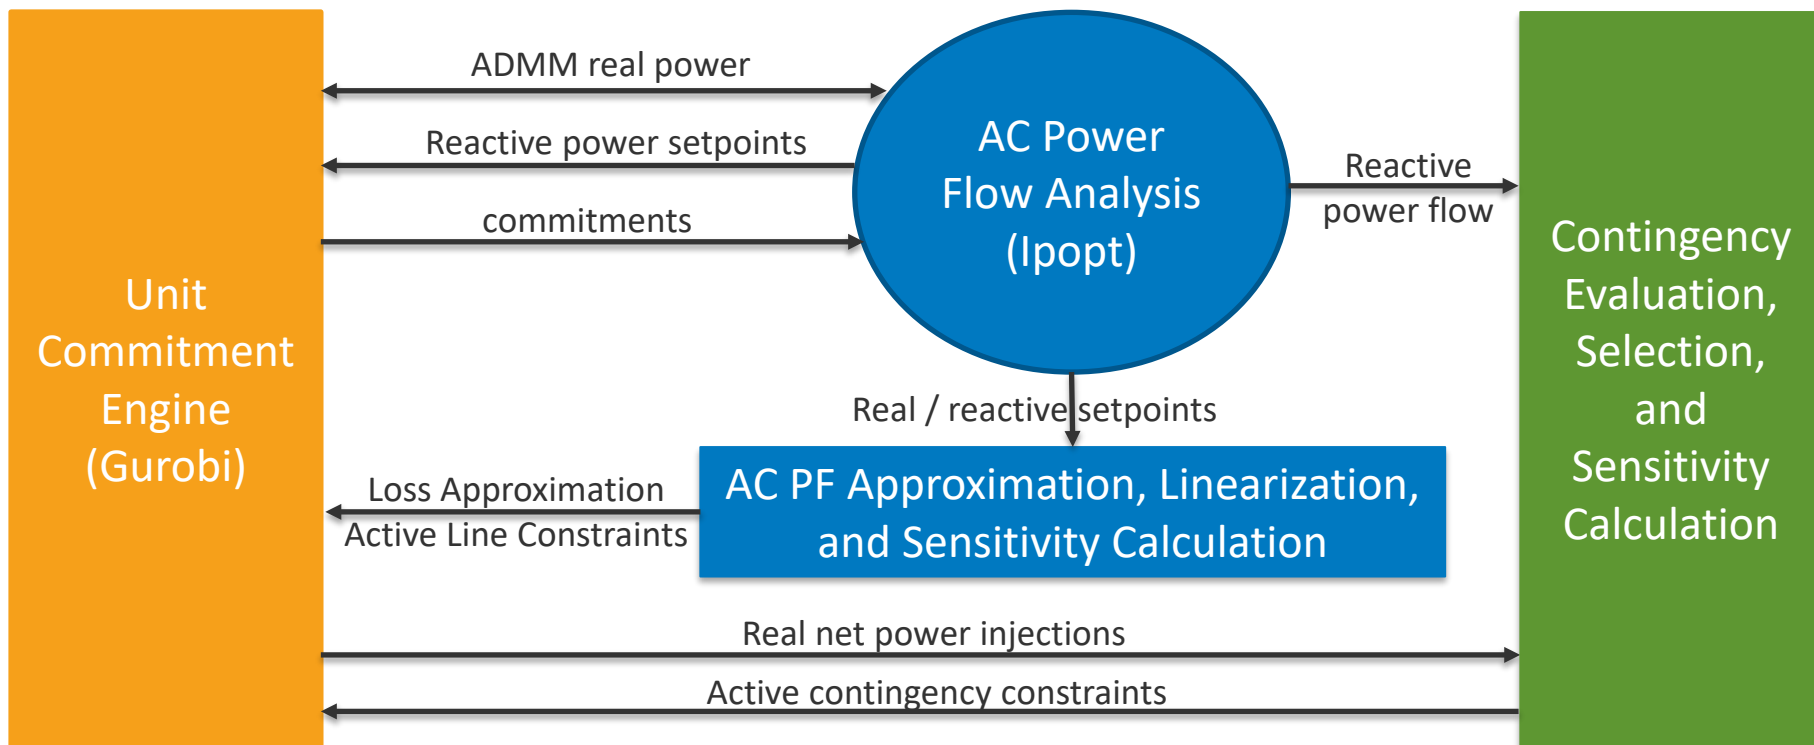 Unit
Commitment
Engine
(Gurobi)
ADMM real power
Reactive power setpoints
commitments
AC Power
Flow Analysis
(Ipopt)
Reactive
power flow
Real / reactive setpoints
AC PF Approximation, Linearization,
and Sensitivity Calculation
Loss Approximation
Active Line Constraints
Real net power injections
Active contingency constraints
Contingency
Evaluation,
Selection,
and
Sensitivity
Calculation